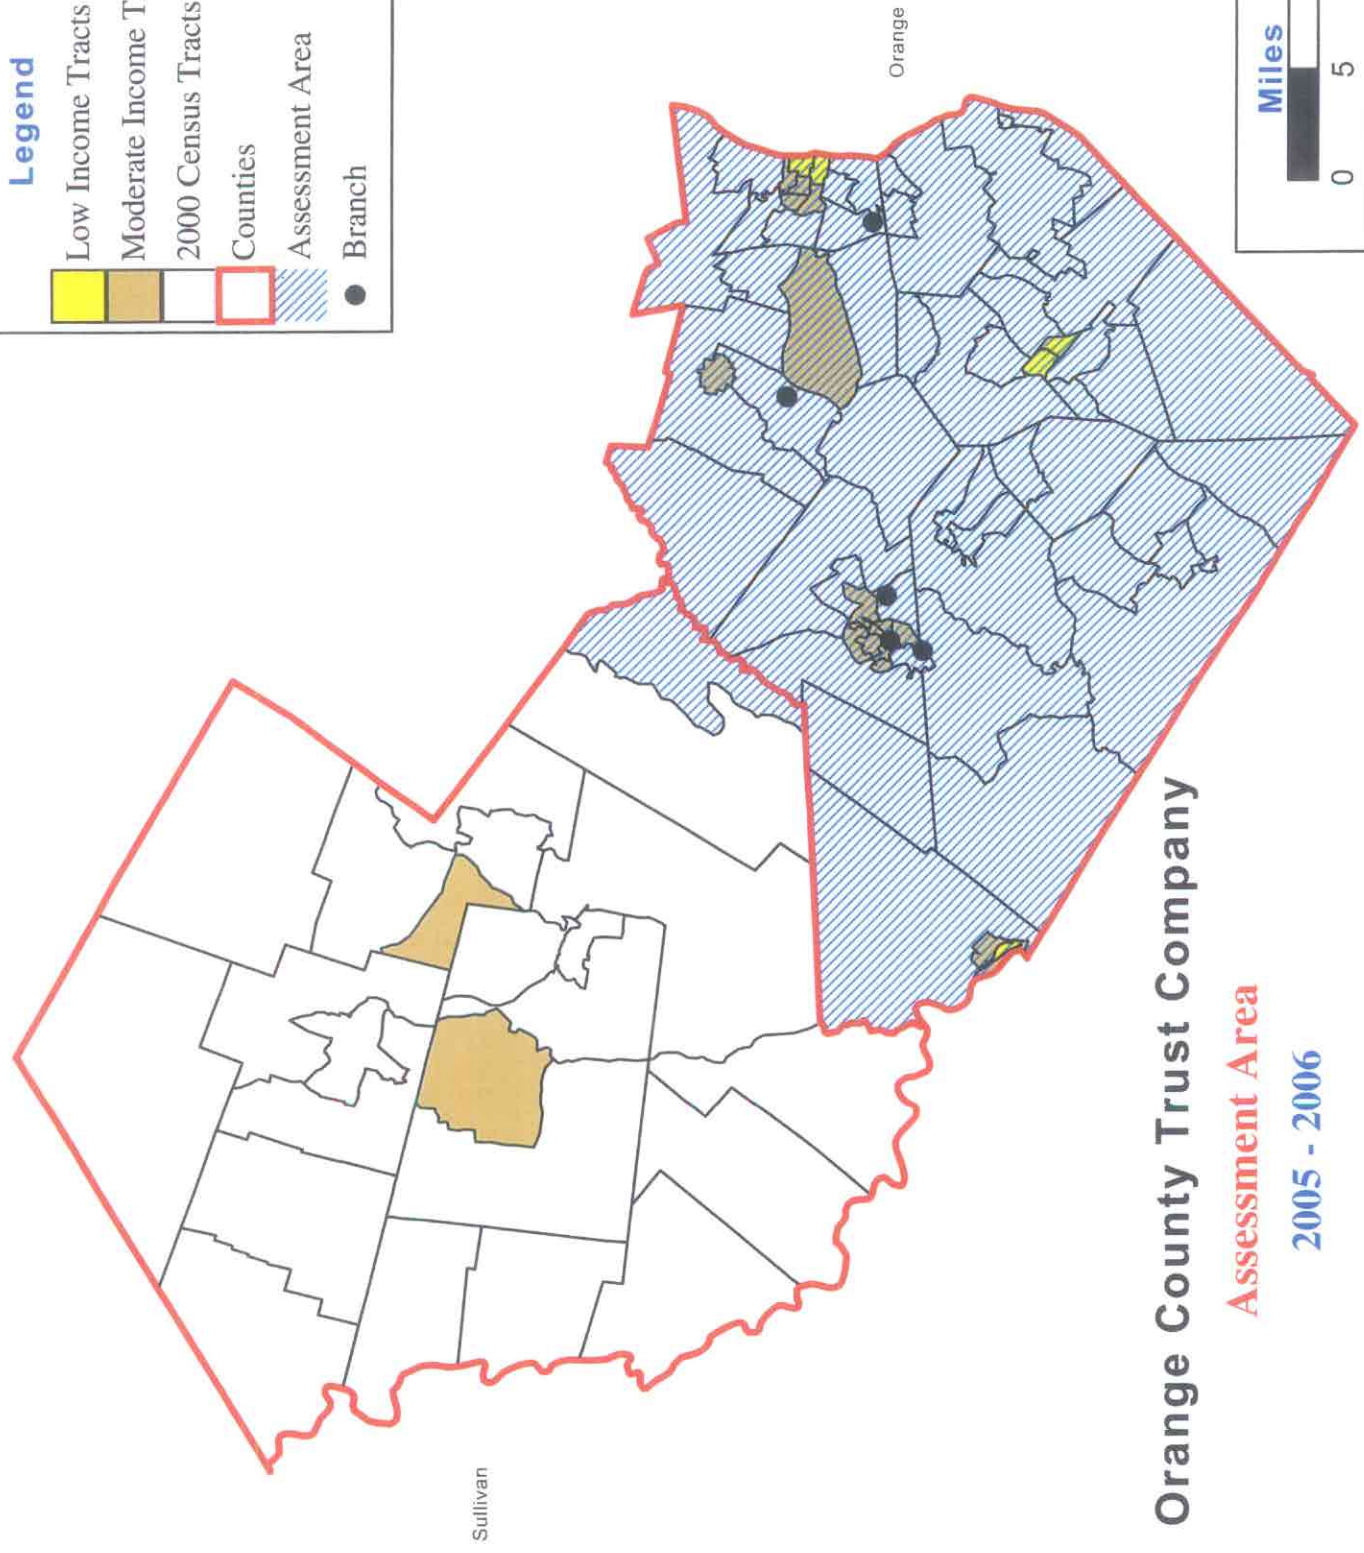 Legend
Low Income Tracts
Moderate Income T
2000 Census Tracts
Counties
Assessment Area
Branch
Sullivan
Orange
Orange County Trust Company
Assessment Area
2005 - 2006
Miles
0 5